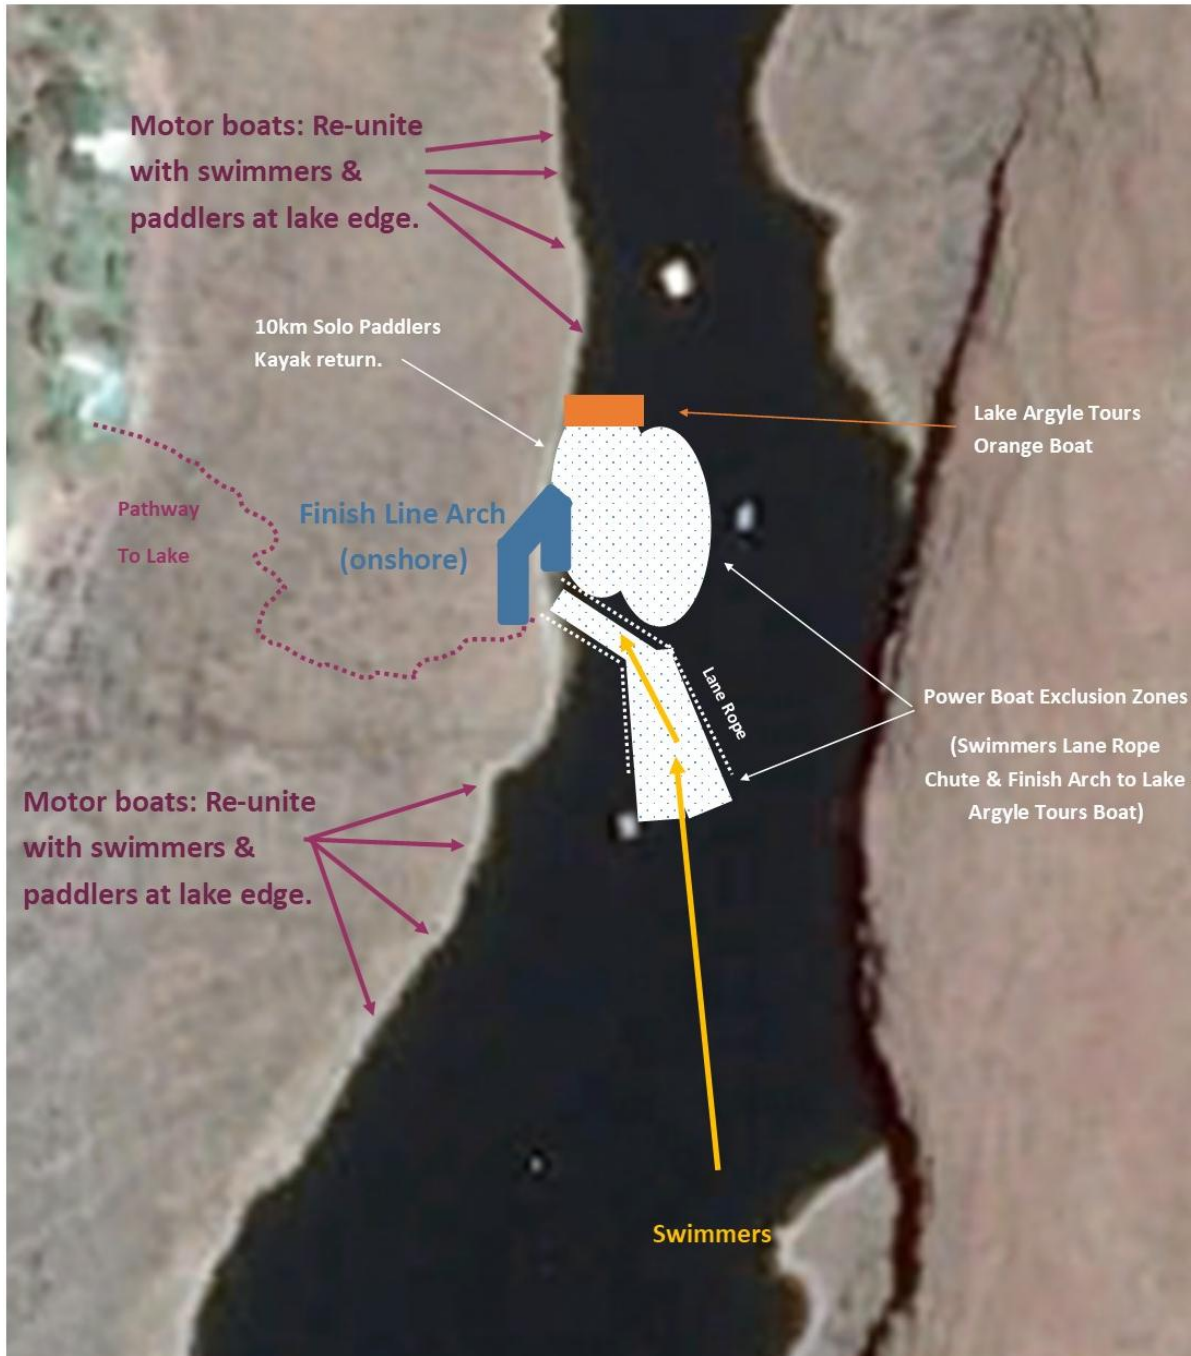 Motor boats: Re-unite
with swimmers &
paddlers at lake edge.
10km Solo Paddlers
Kayak return.
Lake Argyle Tours
Orange Boat
Pathway
To Lake
Finish Line Arch
(onshore)
Lane Rope
Power Boat Exclusion Zones
(Swimmers Lane Rope
Chute & Finish Arch to Lake
Argyle Tours Boat)
Motor boats: Re-unite
with swimmers &
paddlers at lake edge.
Swimmers